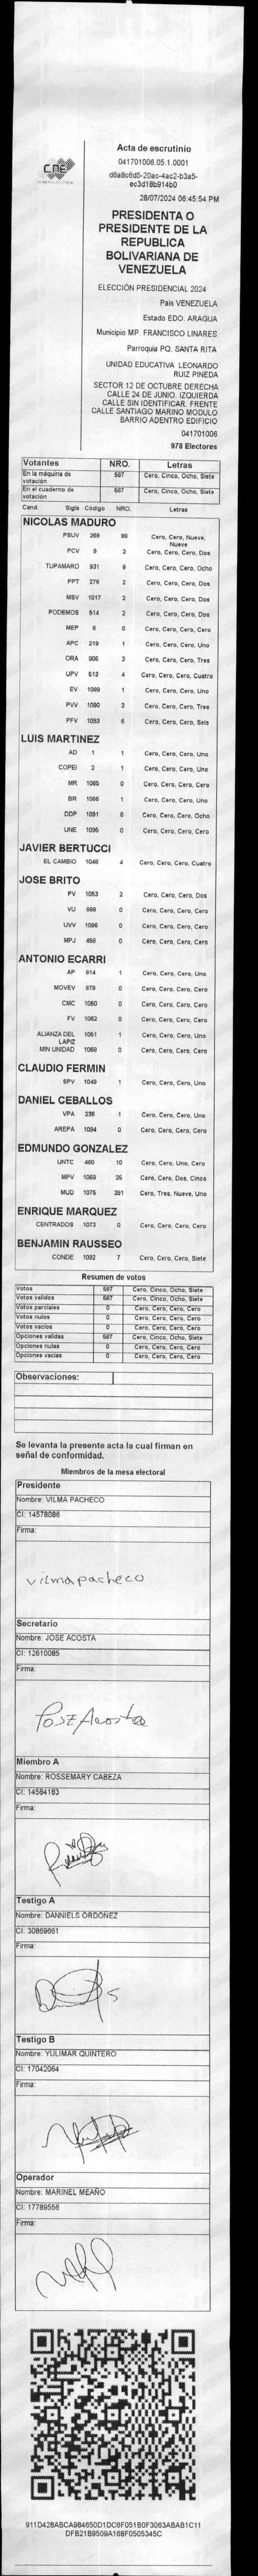 CNE
Acta de escrutinio
041701006.05.1.0001
d6a8c6d5-20ac-4ac2-b3a5-
ec3d18b914b0
28/07/2024 06:45:54 PM
PRESIDENTA O
PRESIDENTE DE LA
REPUBLICA
BOLIVARIANA DE
VENEZUELA
ELECCIÓN PRESIDENCIAL 2024
Pais VENEZUELA
Estado EDO. ARAGUA
Municipio MP. FRANCISCO LINARES
Parroquia PQ. SANTA RITA
UNIDAD EDUCATIVA LEONARDO
RUIZ PINEDA
SECTOR 12 DE OCTUBRE DERECHA
CALLE 24 DE JUNIO. IZQUIERDA
CALLE SIN IDENTIFICAR. FRENTE
CALLE SANTIAGO MARINO MODULO
BARRIO ADENTRO EDIFICIO
041701006
978 Electores
Votantes NRO. Letras
En la máquina de votación 587 Cero, Cinco, Ocho, Siete
En el cuaderno de votación 587 Cero, Cinco, Ocho, Siete
Cand. Sigla Código NRO. Letras
NICOLAS MADURO
PSUV 269 99 Cero, Cero, Nueve, Nueve
PCV 9 2 Cero, Cero, Cero, Dos
TUPAMARO 931 8 Cero, Cero, Cero, Ocho
PPT 276 2 Cero, Cero, Cero, Dos
MSV 1017 2 Cero, Cero, Cero, Dos
PODEMOS 514 2 Cero, Cero, Cero, Dos
MEP 6 0 Cero, Cero, Cero, Cero
APC 219 1 Cero, Cero, Cero, Uno
ORA 906 3 Cero, Cero, Cero, Tres
UPV 513 4 Cero, Cero, Cero, Cuatro
EV 1089 1 Cero, Cero, Cero, Uno
PVV 1090 3 Cero, Cero, Cero, Tres
PFV 1093 6 Cero, Cero, Cero, Seis
LUIS MARTINEZ
AD 1 1 Cero, Cero, Cero, Uno
COPEI 2 1 Cero, Cero, Cero, Uno
MR 1065 0 Cero, Cero, Cero, Cero
BR 1066 1 Cero, Cero, Cero, Uno
DDP 1091 8 Cero, Cero, Cero, Ocho
UNE 1095 0 Cero, Cero, Cero, Cero
JAVIER BERTUCCI
EL CAMBIO 1048 4 Cero, Cero, Cero, Cuatro
JOSE BRITO
PV 1053 2 Cero, Cero, Cero, Dos
VU 868 0 Cero, Cero, Cero, Cero
UVV 1096 0 Cero, Cero, Cero, Cero
MPJ 459 0 Cero, Cero, Cero, Cero
ANTONIO ECARRI
AP 914 1 Cero, Cero, Cero, Uno
MOVEV 879 0 Cero, Cero, Cero, Cero
CMC 1050 0 Cero, Cero, Cero, Cero
FV 1062 0 Cero, Cero, Cero, Cero
ALIANZA DEL LAPIZ 1051 1 Cero, Cero, Cero, Uno
MIN UNIDAD 1068 0 Cero, Cero, Cero, Cero
CLAUDIO FERMIN
SPV 1049 1 Cero, Cero, Cero, Uno
DANIEL CEBALLOS
VPA 236 1 Cero, Cero, Cero, Uno
AREPA 1094 0 Cero, Cero, Cero, Cero
EDMUNDO GONZALEZ
UNTC 460 10 Cero, Cero, Uno, Cero
MPV 1069 25 Cero, Cero, Dos, Cinco
MUD 1075 391 Cero, Tres, Nueve, Uno
ENRIQUE MARQUEZ
CENTRADOS 1073 0 Cero, Cero, Cero, Cero
BENJAMIN RAUSSEO
CONDE 1092 7 Cero, Cero, Cero, Siete
Resumen de votos
Votos 587 Cero, Cinco, Ocho, Siete
Votos validos 587 Cero, Cinco, Ocho, Siete
Votos parciales 0 Cero, Cero, Cero, Cero
Votos nulos 0 Cero, Cero, Cero, Cero
Votos vacios 0 Cero, Cero, Cero, Cero
Opciones validas 587 Cero, Cinco, Ocho, Siete
Opciones nulas 0 Cero, Cero, Cero, Cero
Opciones vacias 0 Cero, Cero, Cero, Cero
Observaciones:
Se levanta la presente acta la cual firman en
señal de conformidad.
Miembros de la mesa electoral
Presidente
Nombre: VILMA PACHECO
CI: 14578086
Firma:
vilma pacheco
Secretario
Nombre: JOSE ACOSTA
CI: 12610085
Firma:
José Acosta
Miembro A
Nombre: ROSSEMARY CABEZA
CI: 14584183
Firma:
Testigo A
Nombre: DANNIELS ORDOÑEZ
CI: 30869661
Firma:
Testigo B
Nombre: YULIMAR QUINTERO
CI: 17042064
Firma:
Operador
Nombre: MARINEL MEAÑO
CI: 17789556
Firma:
911D428ABCA984650D1DC6F051B0F3063ABAB1C11
DFB21B9509A168F0505345C